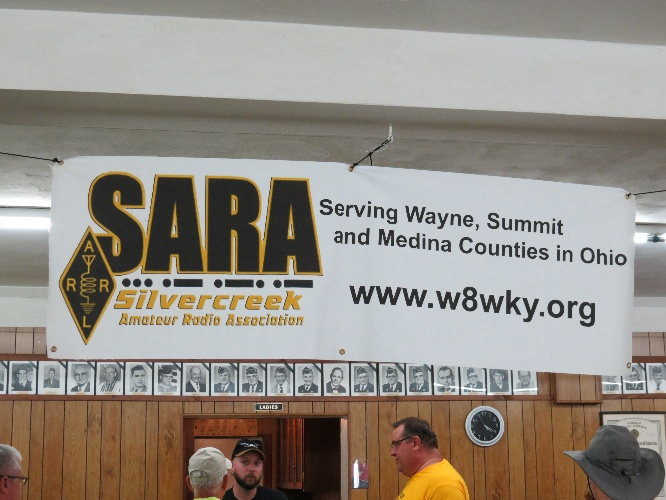 SARA
A
R R
L
Silvercreek
Amateur Radio Association
Serving Wayne, Summit
and Medina Counties in Ohio
www.w8wky.org
LADIES